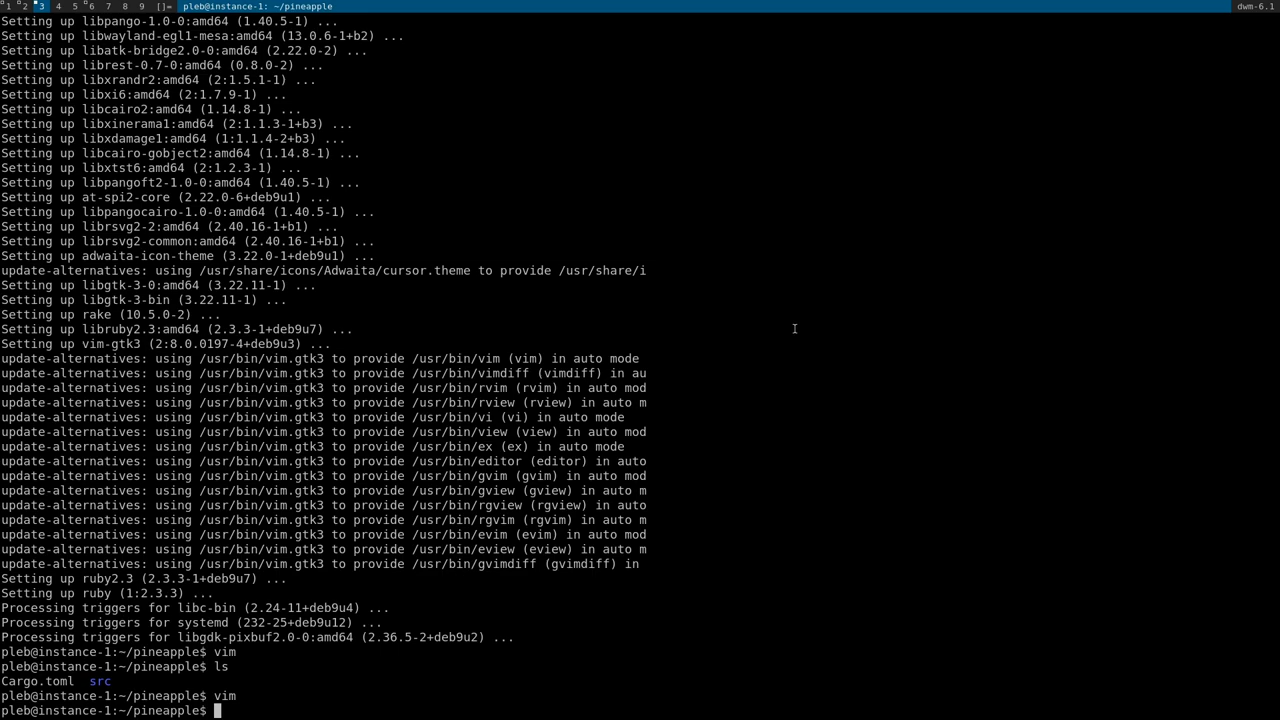 1 2 3 4 5 6 7 8 9 []= pleb@instance-1: ~/pineapple dwm-6.1
Setting up libpango-1.0-0:amd64 (1.40.5-1) ...
Setting up libwayland-egl1-mesa:amd64 (13.0.6-1+b2) ...
Setting up libatk-bridge2.0-0:amd64 (2.22.0-2) ...
Setting up librest-0.7-0:amd64 (0.8.0-2) ...
Setting up libxrandr2:amd64 (2:1.5.1-1) ...
Setting up libxi6:amd64 (2:1.7.9-1) ...
Setting up libcairo2:amd64 (1.14.8-1) ...
Setting up libxinerama1:amd64 (2:1.1.3-1+b3) ...
Setting up libxdamage1:amd64 (1:1.1.4-2+b3) ...
Setting up libcairo-gobject2:amd64 (1.14.8-1) ...
Setting up libxtst6:amd64 (2:1.2.3-1) ...
Setting up libpangoft2-1.0-0:amd64 (1.40.5-1) ...
Setting up at-spi2-core (2.22.0-6+deb9u1) ...
Setting up libpangocairo-1.0-0:amd64 (1.40.5-1) ...
Setting up librsvg2-2:amd64 (2.40.16-1+b1) ...
Setting up librsvg2-common:amd64 (2.40.16-1+b1) ...
Setting up adwaita-icon-theme (3.22.0-1+deb9u1) ...
update-alternatives: using /usr/share/icons/Adwaita/cursor.theme to provide /usr/share/i
Setting up libgtk-3-0:amd64 (3.22.11-1) ...
Setting up libgtk-3-bin (3.22.11-1) ...
Setting up rake (10.5.0-2) ...
Setting up libruby2.3:amd64 (2.3.3-1+deb9u7) ...
Setting up vim-gtk3 (2:8.0.0197-4+deb9u3) ...
update-alternatives: using /usr/bin/vim.gtk3 to provide /usr/bin/vim (vim) in auto mode
update-alternatives: using /usr/bin/vim.gtk3 to provide /usr/bin/vimdiff (vimdiff) in au
update-alternatives: using /usr/bin/vim.gtk3 to provide /usr/bin/rvim (rvim) in auto mod
update-alternatives: using /usr/bin/vim.gtk3 to provide /usr/bin/rview (rview) in auto m
update-alternatives: using /usr/bin/vim.gtk3 to provide /usr/bin/vi (vi) in auto mode
update-alternatives: using /usr/bin/vim.gtk3 to provide /usr/bin/view (view) in auto mod
update-alternatives: using /usr/bin/vim.gtk3 to provide /usr/bin/ex (ex) in auto mode
update-alternatives: using /usr/bin/vim.gtk3 to provide /usr/bin/editor (editor) in auto
update-alternatives: using /usr/bin/vim.gtk3 to provide /usr/bin/gvim (gvim) in auto mod
update-alternatives: using /usr/bin/vim.gtk3 to provide /usr/bin/gview (gview) in auto m
update-alternatives: using /usr/bin/vim.gtk3 to provide /usr/bin/rgview (rgview) in auto
update-alternatives: using /usr/bin/vim.gtk3 to provide /usr/bin/rgvim (rgvim) in auto m
update-alternatives: using /usr/bin/vim.gtk3 to provide /usr/bin/evim (evim) in auto mod
update-alternatives: using /usr/bin/vim.gtk3 to provide /usr/bin/eview (eview) in auto m
update-alternatives: using /usr/bin/vim.gtk3 to provide /usr/bin/gvimdiff (gvimdiff) in
Setting up ruby2.3 (2.3.3-1+deb9u7) ...
Setting up ruby (1:2.3.3) ...
Processing triggers for libc-bin (2.24-11+deb9u4) ...
Processing triggers for systemd (232-25+deb9u12) ...
Processing triggers for libgdk-pixbuf2.0-0:amd64 (2.36.5-2+deb9u2) ...
pleb@instance-1:~/pineapple$ vim
pleb@instance-1:~/pineapple$ ls
Cargo.toml  src
pleb@instance-1:~/pineapple$ vim
pleb@instance-1:~/pineapple$